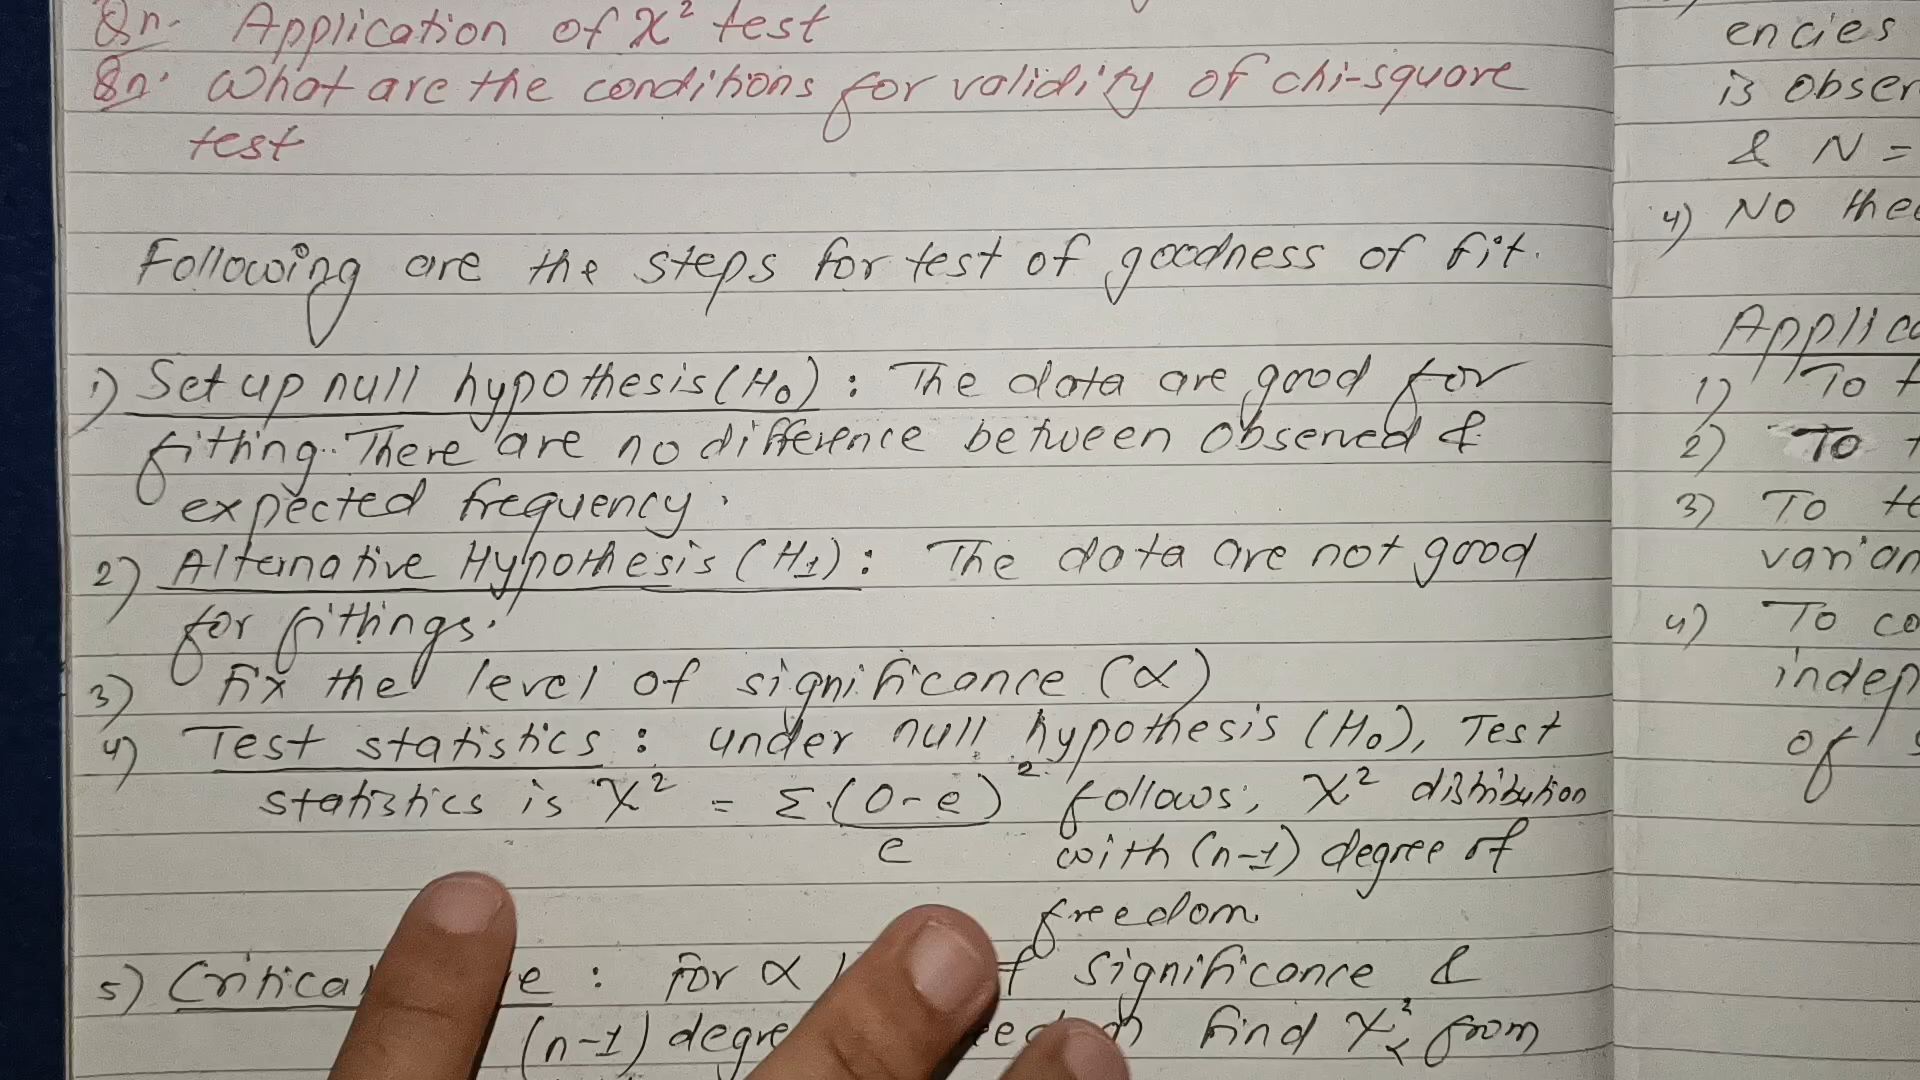 Qn. Application of χ² test
Qn. What are the conditions for validity of chi-square
test
Following are the steps for test of goodness of fit.
1) Set up null hypothesis (H₀) : The data are good for
fitting. There are no difference between observed &
expected frequency.
2) Alternative Hypothesis (H₁) : The data are not good
for fittings.
3) Fix the level of significance (α)
4) Test statistics : under null hypothesis (H₀), Test
statistics is χ² = Σ (O-e)² / e follows, χ² distribution
with (n-1) degree of
freedom.
5) Critical : For α significance &
(n-1) find χ²α from
encies
is obser
& N =
4) No
Applic
1) To
2) To
3) To te
varian
4) To co
indep
of